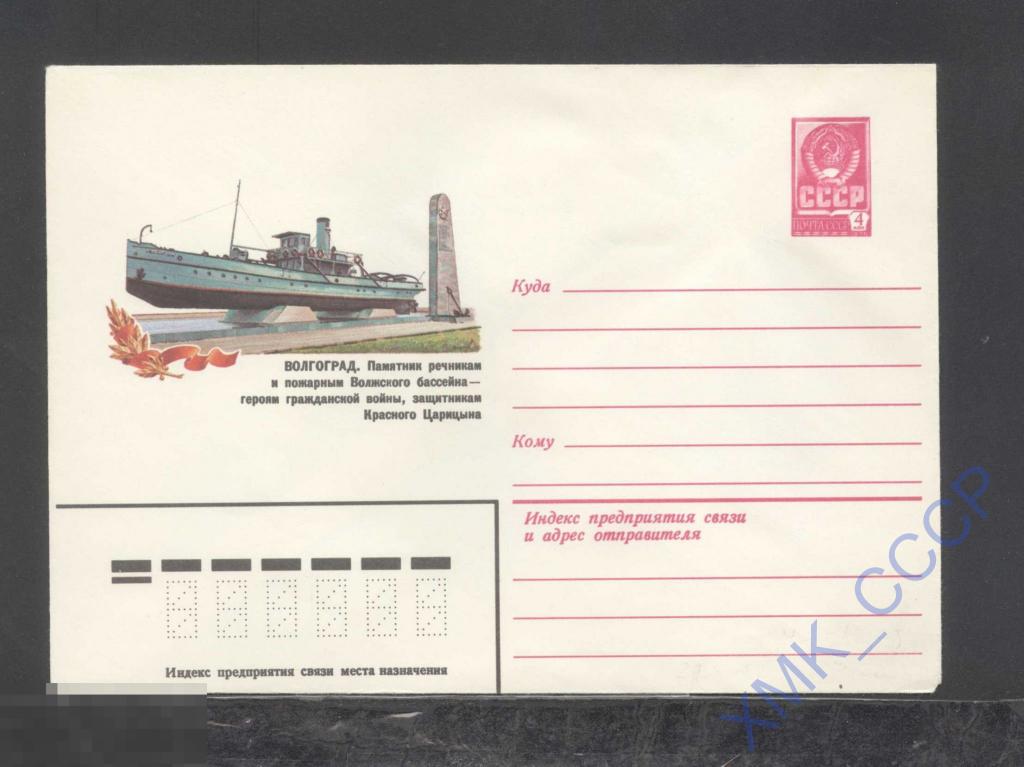 СССР
ПОЧТА СССР
4
ВОЛГОГРАД. Памятник речникам
и пожарным Волжского бассейна—
героям гражданской войны, защитникам
Красного Царицына
Куда
Кому
Индекс предприятия связи
и адрес отправителя
Индекс предприятия связи места назначения
ХМК_СССР